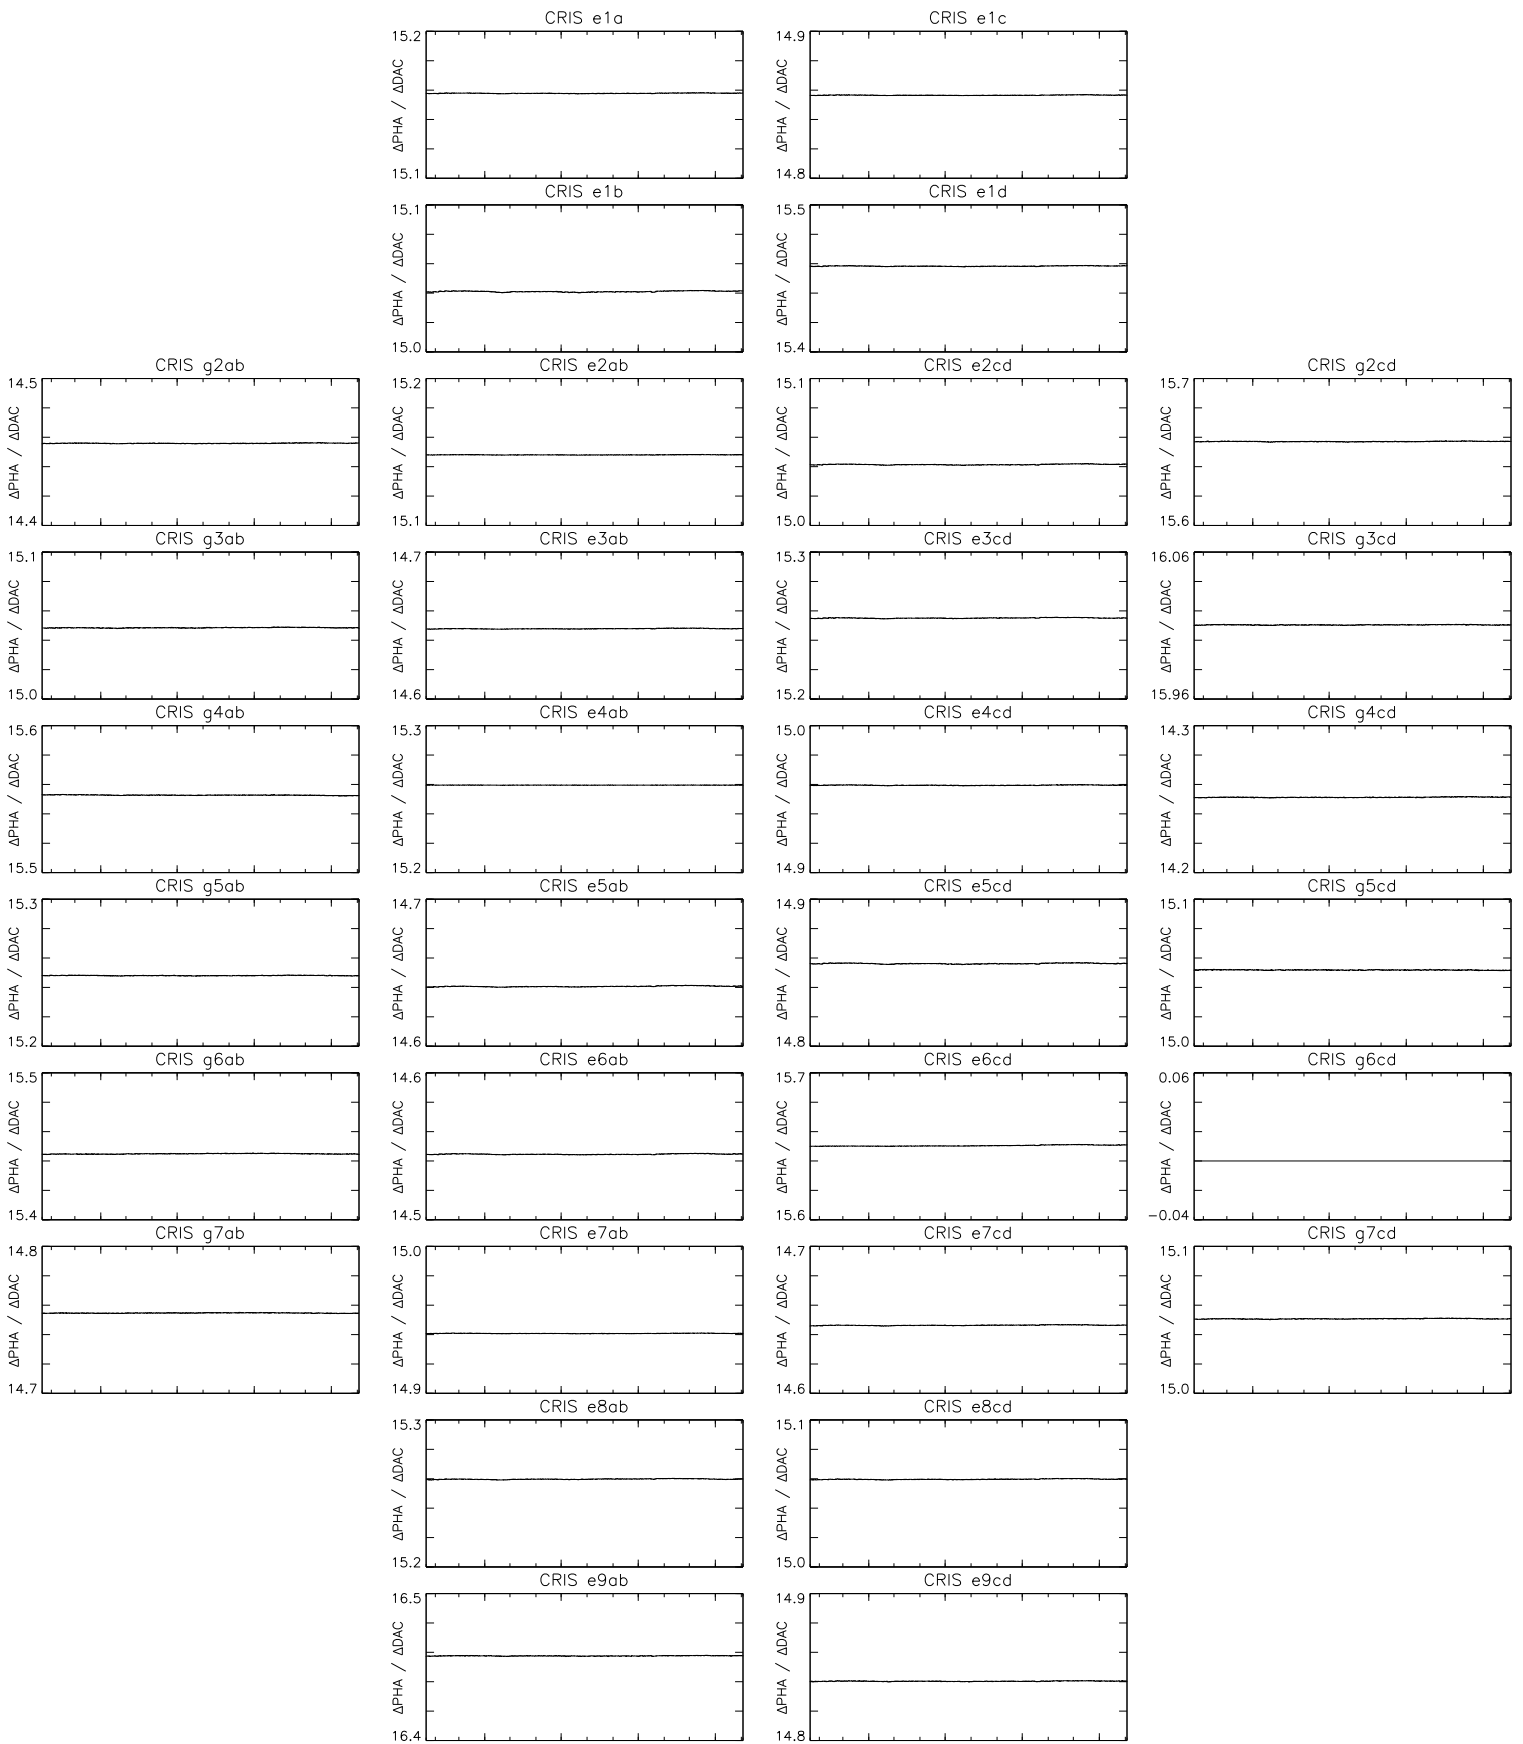 CRIS e1a CRIS e1c
15.2 14.9
ΔPHA / ΔDAC ΔPHA / ΔDAC
15.1 14.8
CRIS e1b CRIS e1d
15.1 15.5
ΔPHA / ΔDAC ΔPHA / ΔDAC
15.0 15.4
CRIS g2ab CRIS e2ab CRIS e2cd CRIS g2cd
14.5 15.2 15.1 15.7
ΔPHA / ΔDAC ΔPHA / ΔDAC ΔPHA / ΔDAC ΔPHA / ΔDAC
14.4 15.1 15.0 15.6
CRIS g3ab CRIS e3ab CRIS e3cd CRIS g3cd
15.1 14.7 15.3 16.06
ΔPHA / ΔDAC ΔPHA / ΔDAC ΔPHA / ΔDAC ΔPHA / ΔDAC
15.0 14.6 15.2 15.96
CRIS g4ab CRIS e4ab CRIS e4cd CRIS g4cd
15.6 15.3 15.0 14.3
ΔPHA / ΔDAC ΔPHA / ΔDAC ΔPHA / ΔDAC ΔPHA / ΔDAC
15.5 15.2 14.9 14.2
CRIS g5ab CRIS e5ab CRIS e5cd CRIS g5cd
15.3 14.7 14.9 15.1
ΔPHA / ΔDAC ΔPHA / ΔDAC ΔPHA / ΔDAC ΔPHA / ΔDAC
15.2 14.6 14.8 15.0
CRIS g6ab CRIS e6ab CRIS e6cd CRIS g6cd
15.5 14.6 15.7 0.06
ΔPHA / ΔDAC ΔPHA / ΔDAC ΔPHA / ΔDAC ΔPHA / ΔDAC
15.4 14.5 15.6 −0.04
CRIS g7ab CRIS e7ab CRIS e7cd CRIS g7cd
14.8 15.0 14.7 15.1
ΔPHA / ΔDAC ΔPHA / ΔDAC ΔPHA / ΔDAC ΔPHA / ΔDAC
14.7 14.9 14.6 15.0
CRIS e8ab CRIS e8cd
15.3 15.1
ΔPHA / ΔDAC ΔPHA / ΔDAC
15.2 15.0
CRIS e9ab CRIS e9cd
16.5 14.9
ΔPHA / ΔDAC ΔPHA / ΔDAC
16.4 14.8